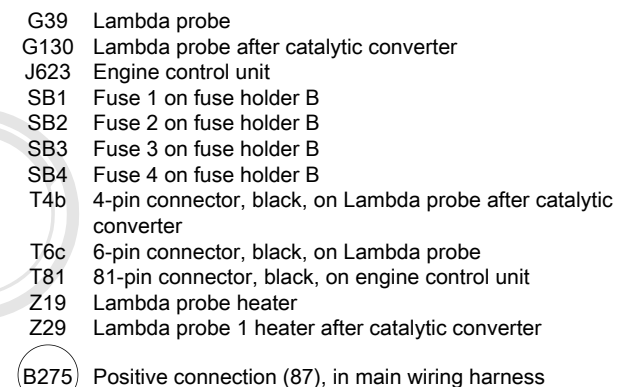 G39 Lambda probe
G130 Lambda probe after catalytic converter
J623 Engine control unit
SB1 Fuse 1 on fuse holder B
SB2 Fuse 2 on fuse holder B
SB3 Fuse 3 on fuse holder B
SB4 Fuse 4 on fuse holder B
T4b 4-pin connector, black, on Lambda probe after catalytic
converter
T6c 6-pin connector, black, on Lambda probe
T81 81-pin connector, black, on engine control unit
Z19 Lambda probe heater
Z29 Lambda probe 1 heater after catalytic converter
B275 Positive connection (87), in main wiring harness